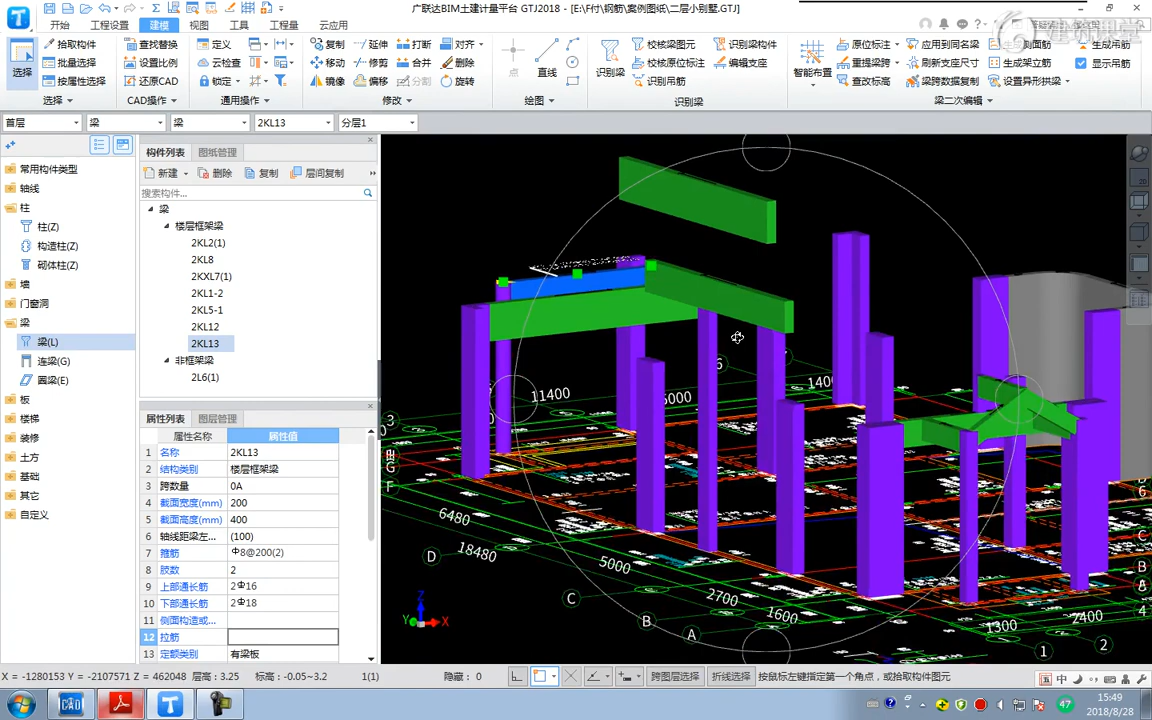 广联达BIM土建计量平台 GTJ2018 - [E:\F付\钢筋\案例图纸\二层小别墅.GTJ]
开始 工程设置 建模 视图 工具 工程量 云应用
选择
拾取构件
批量选择
按属性选择
选择
查找替换
设置比例
还原CAD
CAD操作
定义
云检查
锁定
通用操作
复制 延伸 打断 对齐
移动 修剪 合并 删除
镜像 偏移 分割 旋转
修改
点 直线
绘图
识别梁
校核梁图元
校核原位标注
识别吊筋
识别梁构件
编辑支座
识别梁
智能布置
原位标注
重提梁跨
查改标高
应用到同名梁
刷新支座尺寸
梁跨数据复制
生成侧面筋
生成架立筋
设置异形拱梁
生成吊筋
显示吊筋
梁二次编辑
首层 梁 梁 2KL13 分层1
常用构件类型
轴线
柱
柱(Z)
构造柱(Z)
砌体柱(Z)
墙
门窗洞
梁
梁(L)
连梁(G)
圈梁(E)
板
楼梯
装修
土方
基础
其它
自定义
构件列表 图纸管理
新建 删除 复制 层间复制
搜索构件...
梁
楼层框架梁
2KL2(1)
2KL8
2KXL7(1)
2KL1-2
2KL5-1
2KL12
2KL13
非框架梁
2L6(1)
属性列表 图层管理
属性名称 属性值
1 名称 2KL13
2 结构类别 楼层框架梁
3 跨数量 0A
4 截面宽度(mm) 200
5 截面高度(mm) 400
6 轴线距梁左... (100)
7 箍筋 Φ8@200(2)
8 肢数 2
9 上部通长筋 2Φ16
10 下部通长筋 2Φ18
11 侧面构造或...
12 拉筋
13 定额类别 有梁板
11400
5000
1400
6480
18480
5000
2700
1600
1300
2400
3
G
F
D
C
B
A
1
2
4
Z
Y
X
X = -1280153 Y = -2107571 Z = 462048 层高：3.25 标高：-0.05~3.2 1(1) 隐藏：0 跨图层选择 折线选择 按鼠标左键指定第一个角点，或拾取构件图元
中
47
15:49
2018/8/28